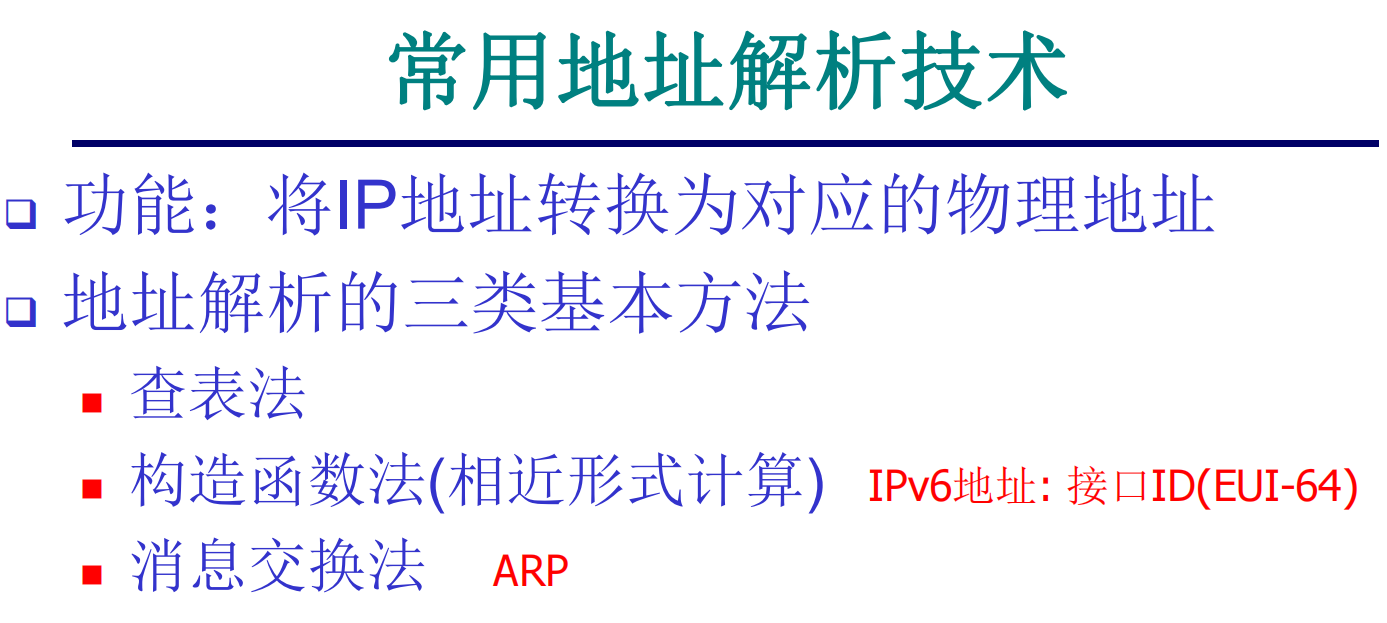 常用地址解析技术
功能： 将IP地址转换为对应的物理地址
地址解析的三类基本方法
查表法
构造函数法(相近形式计算) IPv6地址: 接口ID(EUI-64)
消息交换法 ARP